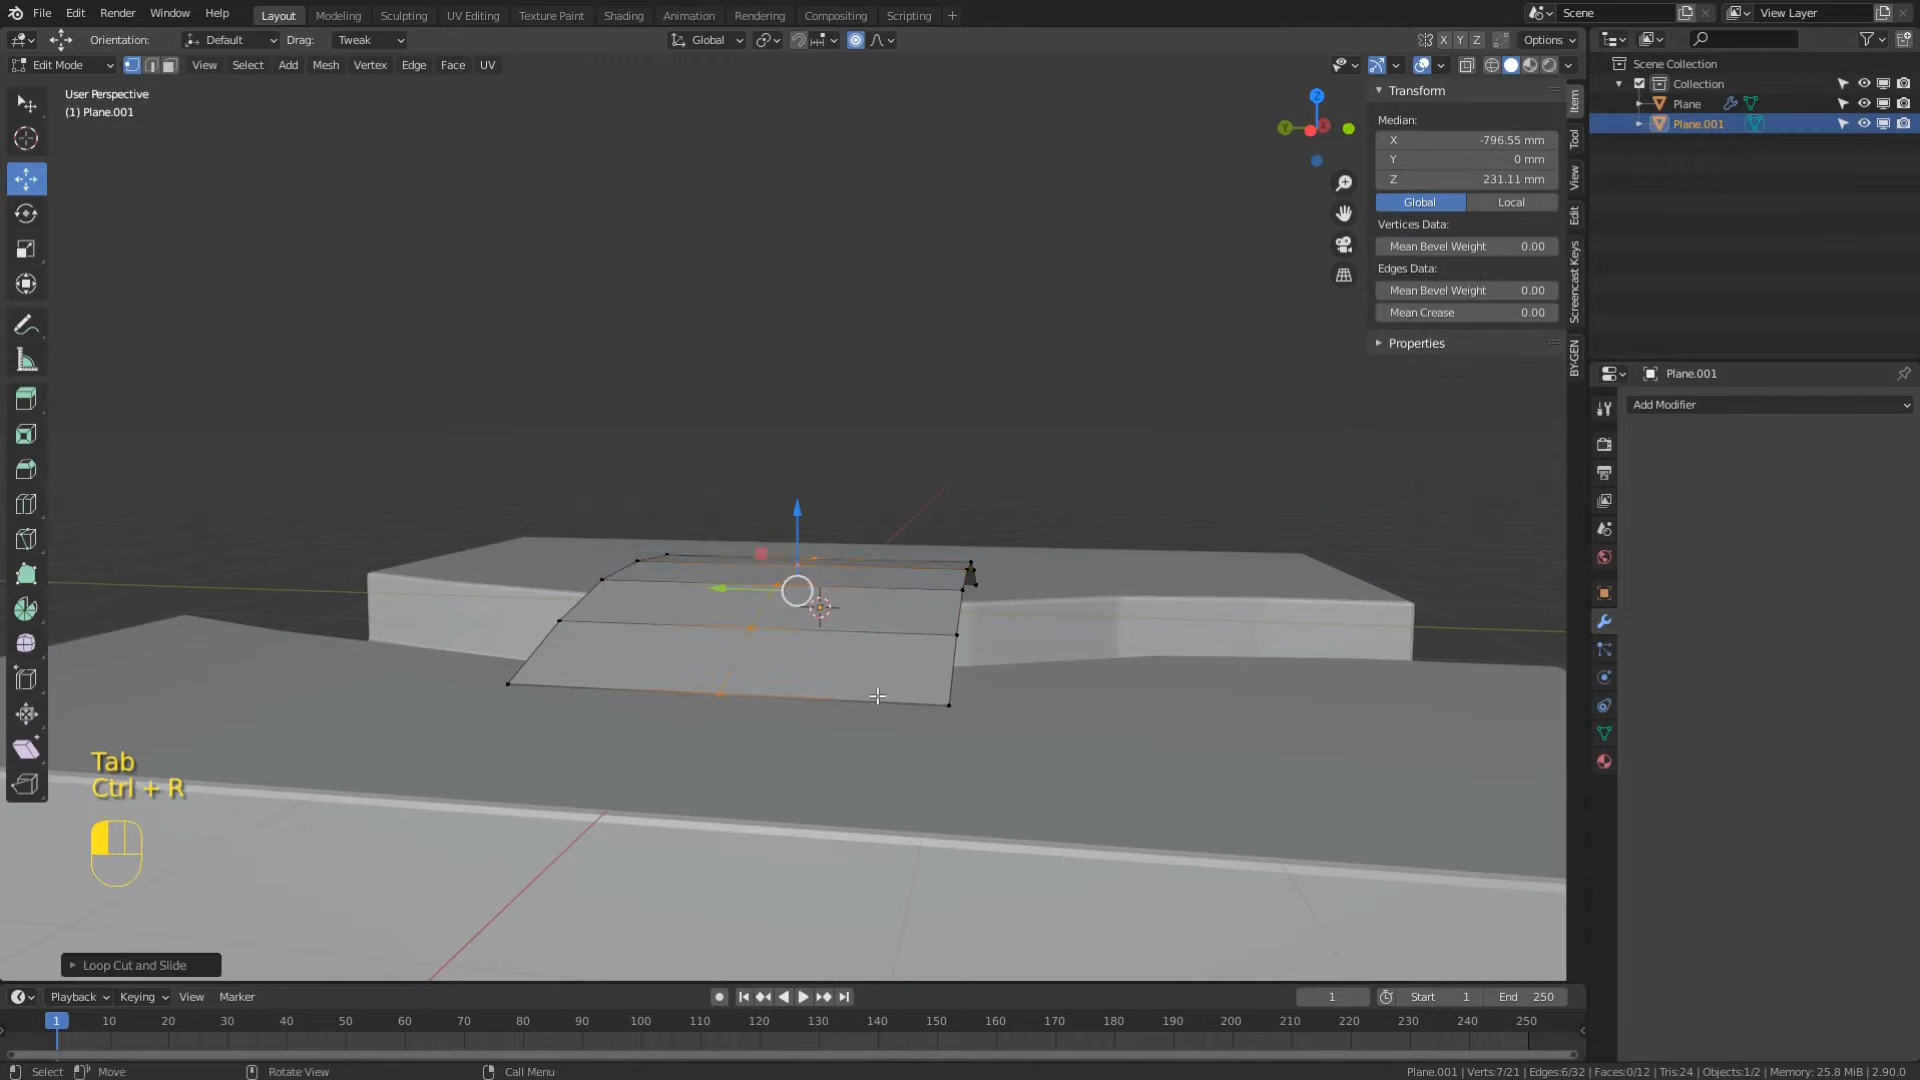 File Edit Render Window Help
Layout Modeling Sculpting UV Editing Texture Paint Shading Animation Rendering Compositing Scripting +
Scene
View Layer
Orientation: Default Drag: Tweak
Global
X Y Z
Options
Edit Mode View Select Add Mesh Vertex Edge Face UV
User Perspective
(1) Plane.001
Z
Y
X
Transform
Median:
X -796.55 mm
Y 0 mm
Z 231.11 mm
Global Local
Vertices Data:
Mean Bevel Weight 0.00
Edges Data:
Mean Bevel Weight 0.00
Mean Crease 0.00
Properties
Item
Tool
View
Edit
Screencast Keys
BY-GEN
Scene Collection
Collection
Plane
Plane.001
Plane.001
Add Modifier
Tab
Ctrl + R
Loop Cut and Slide
Playback Keying View Marker
1 Start 1 End 250
1 10 20 30 40 50 60 70 80 90 100 110 120 130 140 150 160 170 180 190 200 210 220 230 240 250
Select Move Rotate View Call Menu
Plane.001 | Verts:7/21 | Edges:6/32 | Faces:0/12 | Tris:24 | Objects:1/2 | Memory: 25.8 MiB | 2.90.0